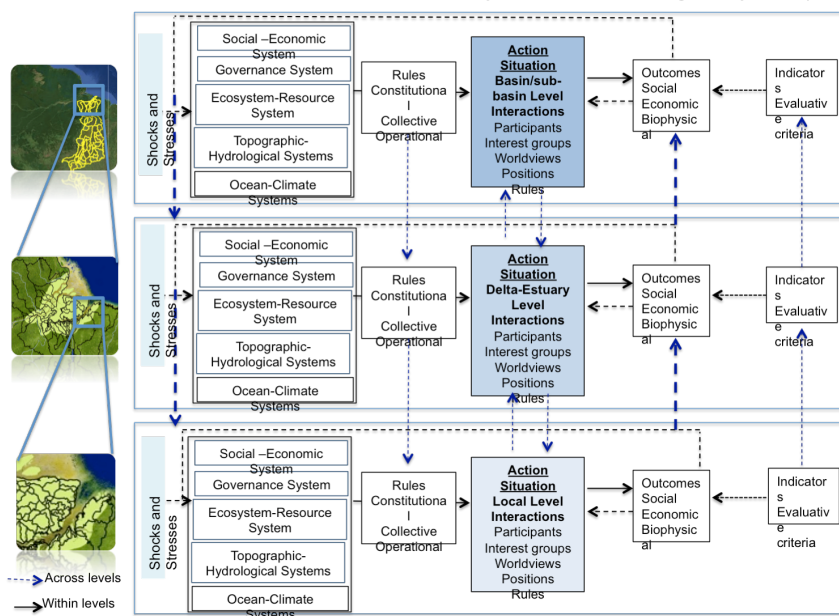 Shocks and
Stresses
Social –Economic
System
Governance System
Ecosystem-Resource
System
Topographic-
Hydrological Systems
Ocean-Climate
Systems
Rules
Constitutiona
l
Collective
Operational
Action
Situation
Basin/sub-
basin Level
Interactions
Participants
Interest groups
Worldviews
Positions
Rules
Outcomes
Social
Economic
Biophysic
al
Indicator
s
Evaluativ
e
criteria
Shocks and
Stresses
Social –Economic
System
Governance System
Ecosystem-Resource
System
Topographic-
Hydrological Systems
Ocean-Climate
Systems
Rules
Constitutiona
l
Collective
Operational
Action
Situation
Delta-Estuary
Level
Interactions
Participants
Interest groups
Worldviews
Positions
Rules
Outcomes
Social
Economic
Biophysic
al
Indicator
s
Evaluativ
e
criteria
Shocks and
Stresses
Social –Economic
System
Governance System
Ecosystem-Resource
System
Topographic-
Hydrological Systems
Ocean-Climate
Systems
Rules
Constitutiona
l
Collective
Operational
Action
Situation
Local Level
Interactions
Participants
Interest groups
Worldviews
Positions
Rules
Outcomes
Social
Economic
Biophysic
al
Indicator
s
Evaluativ
e
criteria
Across levels
Within levels